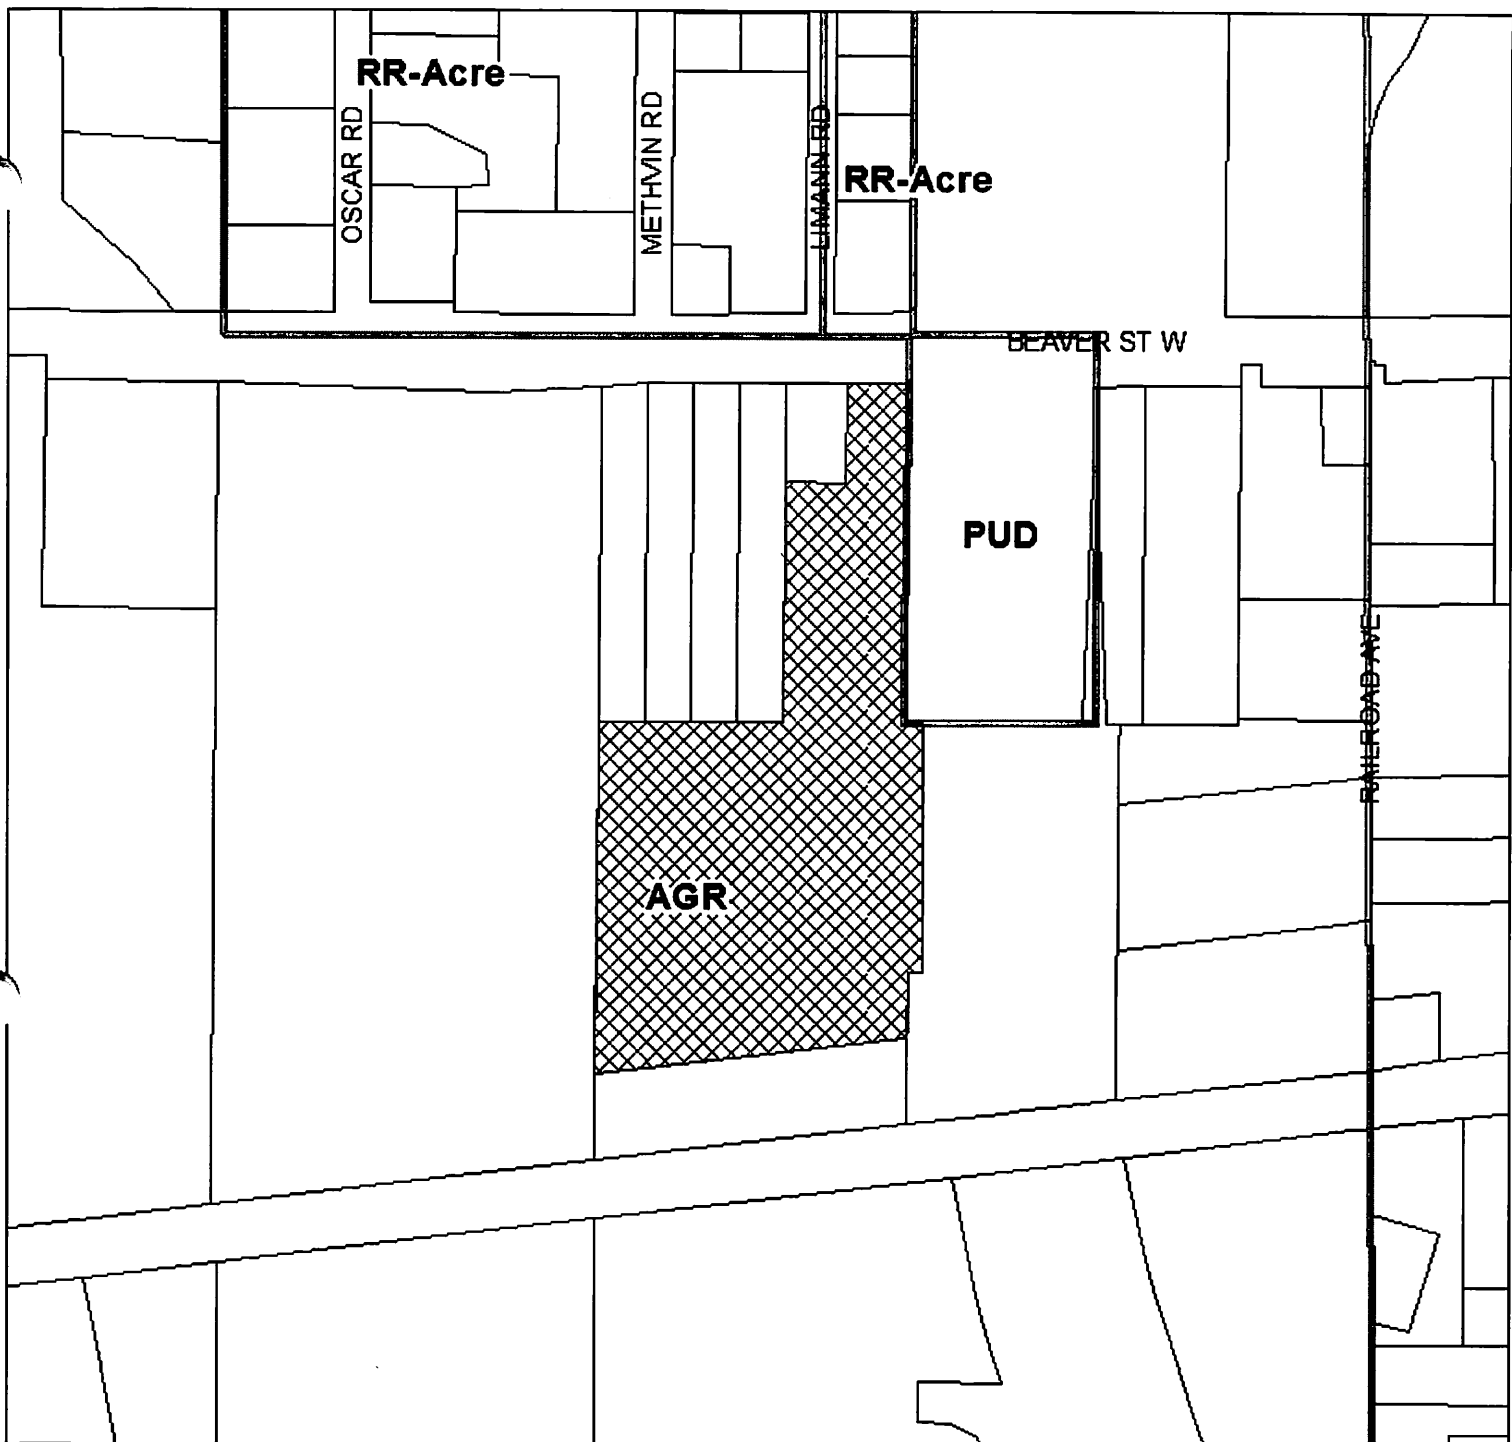 RR-Acre
OSCAR RD
METHVIN RD
LIMANN RD
RR-Acre
BEAVER ST W
PUD
RAILROAD AVE
AGR